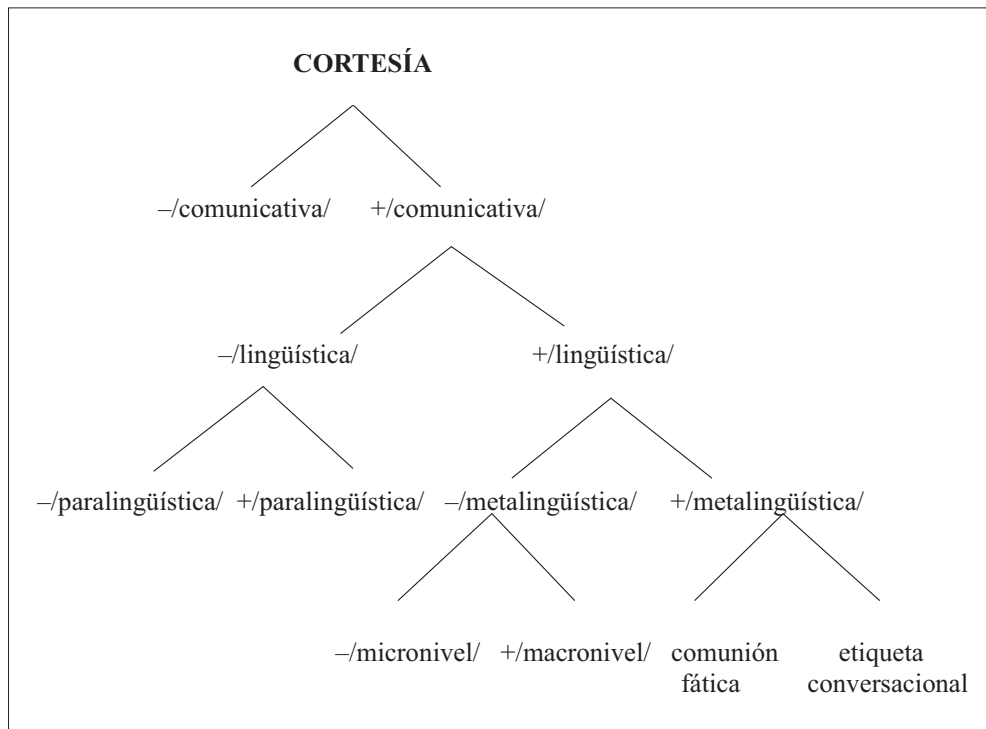 CORTESÍA
–/comunicativa/ +/comunicativa/
–/lingüística/ +/lingüística/
–/paralingüística/ +/paralingüística/ –/metalingüística/ +/metalingüística/
–/micronivel/ +/macronivel/ comunión etiqueta
fática conversacional